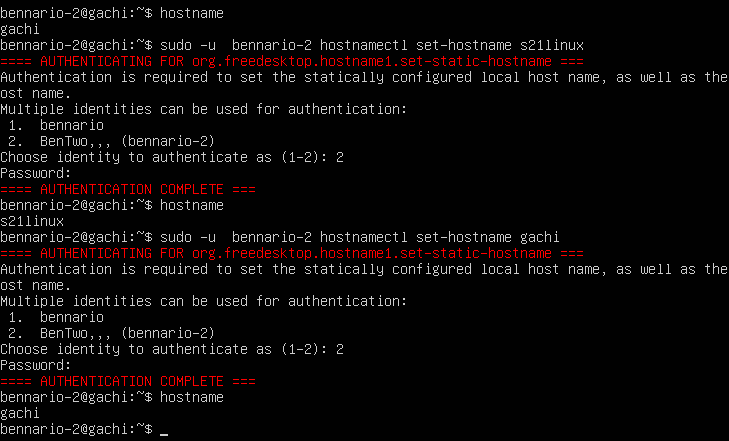 bennario-2@gachi:~$ hostname
gachi
bennario-2@gachi:~$ sudo -u  bennario-2 hostnamectl set-hostname s21linux
==== AUTHENTICATING FOR org.freedesktop.hostname1.set-static-hostname ===
Authentication is required to set the statically configured local host name, as well as the
ost name.
Multiple identities can be used for authentication:
 1.  bennario
 2.  BenTwo,,, (bennario-2)
Choose identity to authenticate as (1-2): 2
Password:
==== AUTHENTICATION COMPLETE ===
bennario-2@gachi:~$ hostname
s21linux
bennario-2@gachi:~$ sudo -u  bennario-2 hostnamectl set-hostname gachi
==== AUTHENTICATING FOR org.freedesktop.hostname1.set-static-hostname ===
Authentication is required to set the statically configured local host name, as well as the
ost name.
Multiple identities can be used for authentication:
 1.  bennario
 2.  BenTwo,,, (bennario-2)
Choose identity to authenticate as (1-2): 2
Password:
==== AUTHENTICATION COMPLETE ===
bennario-2@gachi:~$ hostname
gachi
bennario-2@gachi:~$ _